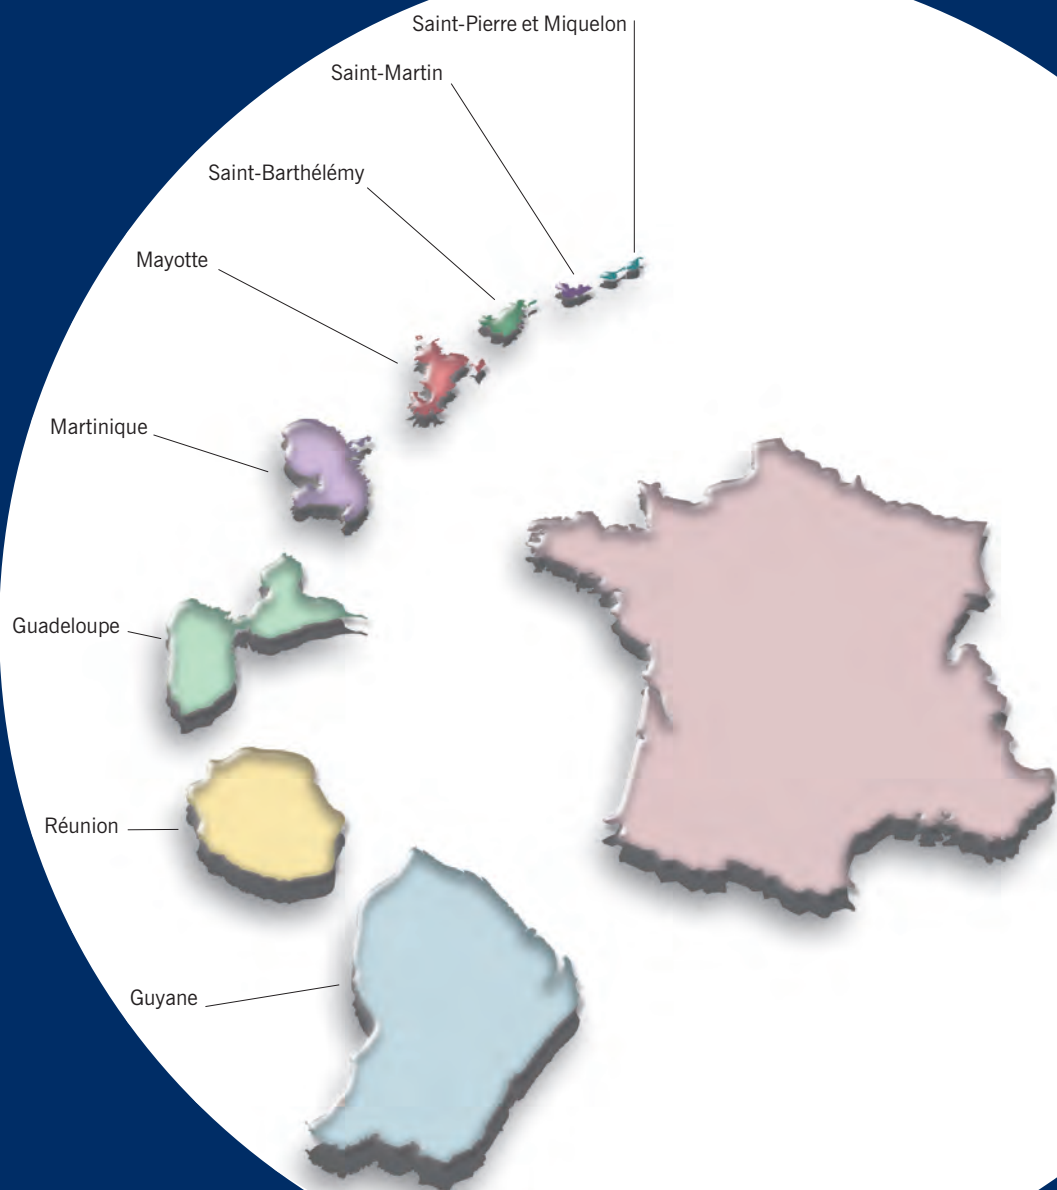 Saint-Pierre et Miquelon
Saint-Martin
Saint-Barthélémy
Mayotte
Martinique
Guadeloupe
Réunion
Guyane